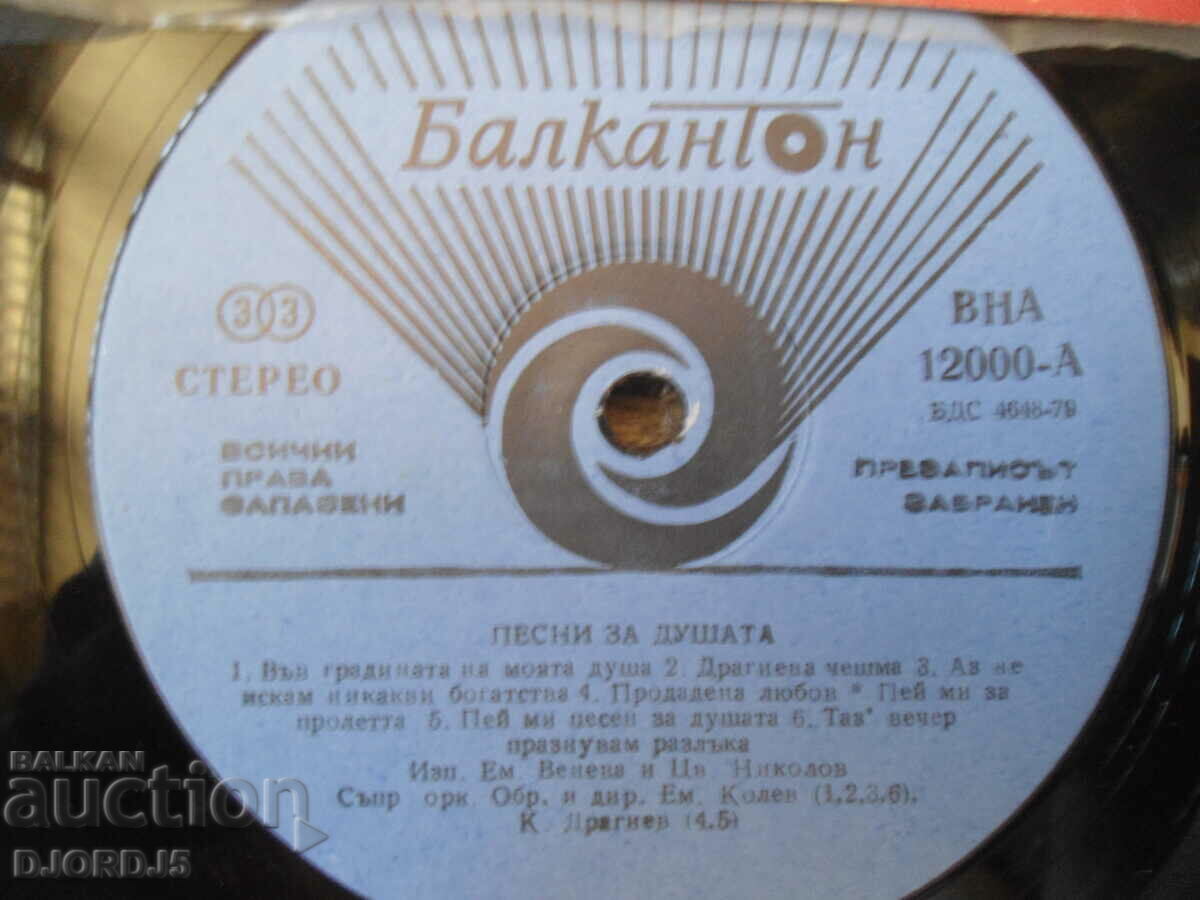 Балкантон
33
СТЕРЕО
ВНА
12000-А
БДС 4648-79
ВСИЧКИ
ПРАВА
ЗАПАЗЕНИ
ПРЕЗАПИСЪТ
ЗАБРАНЕН
ПЕСНИ ЗА ДУШАТА
1. Във градината на моята душа 2. Драгиева чешма 3. Аз не
искам никакви богатства 4. Продадена любов * Пей ми за
пролетта 5. Пей ми песен за душата 6. Таз' вечер
празнувам разлъка
Изп. Ем. Венева и Цв. Николов
Съпр. орк. Обр. и дир. Ем. Колев (1,2,3,6),
К. Драгиев (4,5)
BALKAN
auction
DJORDJ5